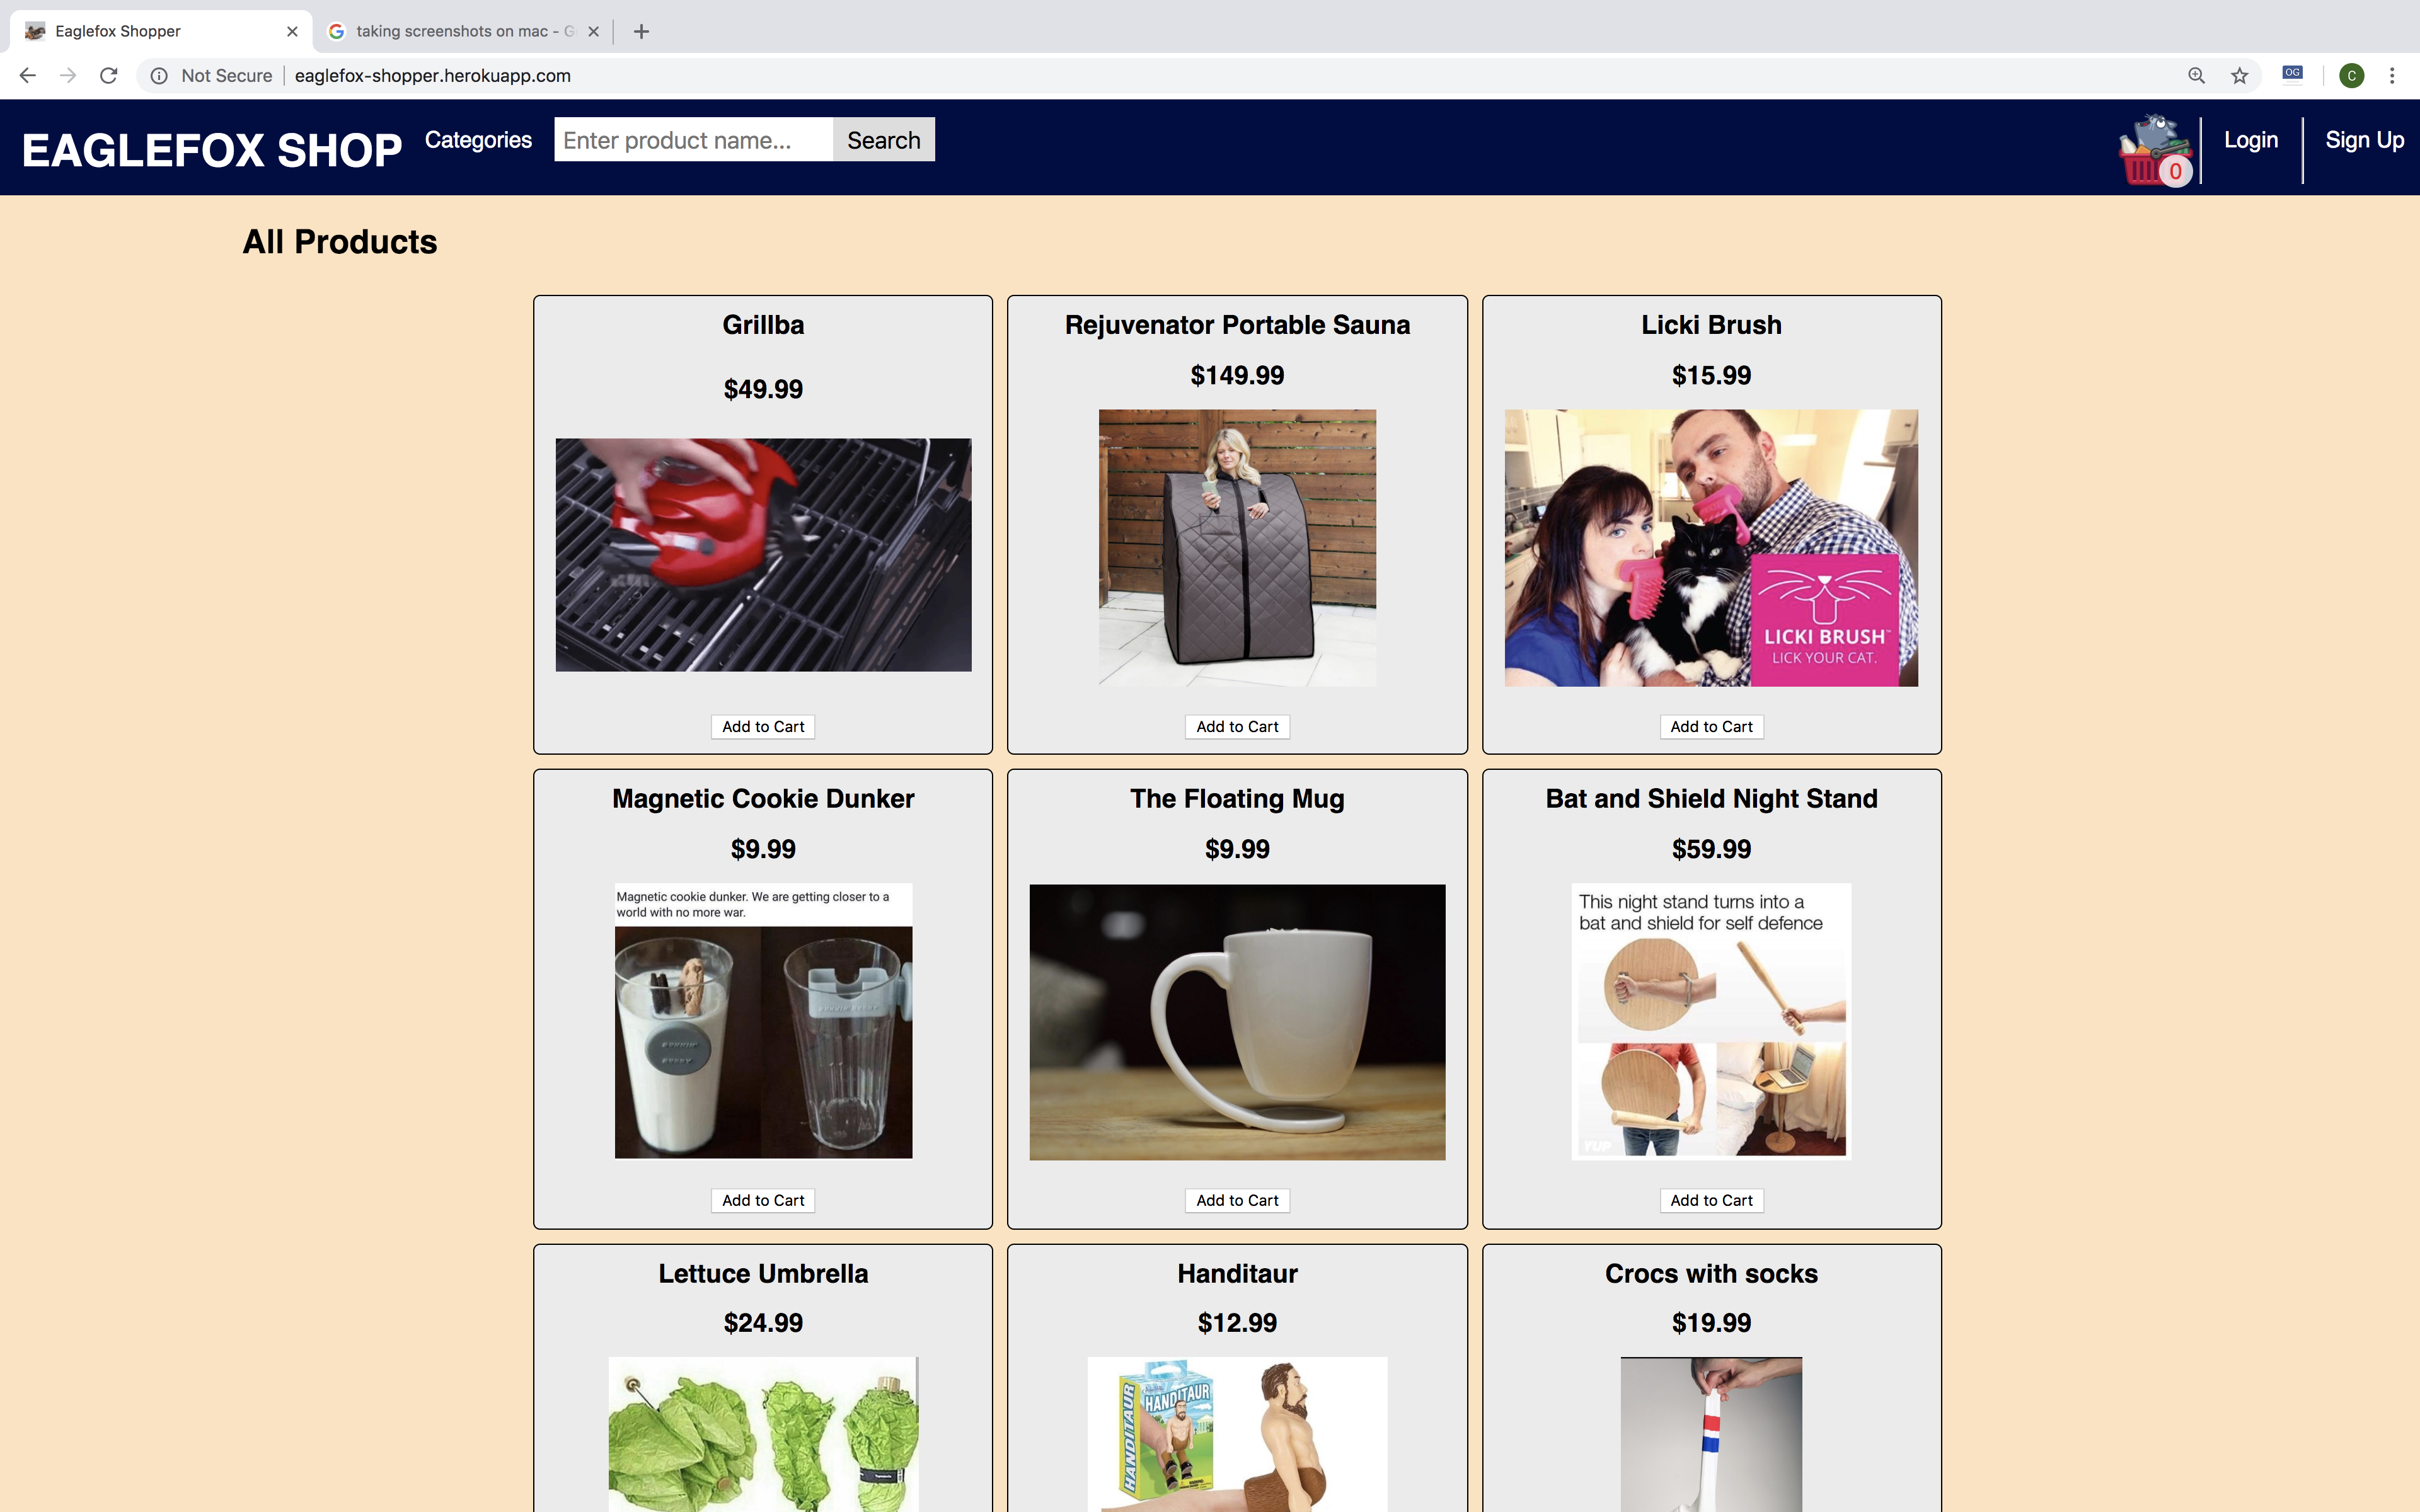 Eaglefox Shopper
taking screenshots on mac - G
Not Secure
eaglefox-shopper.herokuapp.com
OG
C
EAGLEFOX SHOP
Categories
Enter product name...
Search
0
Login
Sign Up
All Products
Grillba
$49.99
Add to Cart
Rejuvenator Portable Sauna
$149.99
Add to Cart
Licki Brush
$15.99
LICKI BRUSH™
LICK YOUR CAT.
Add to Cart
Magnetic Cookie Dunker
$9.99
Magnetic cookie dunker. We are getting closer to a
world with no more war.
Add to Cart
The Floating Mug
$9.99
Add to Cart
Bat and Shield Night Stand
$59.99
This night stand turns into a
bat and shield for self defence
YUP
Add to Cart
Lettuce Umbrella
$24.99
Handitaur
$12.99
HANDITAUR
HANDITAUR
Crocs with socks
$19.99